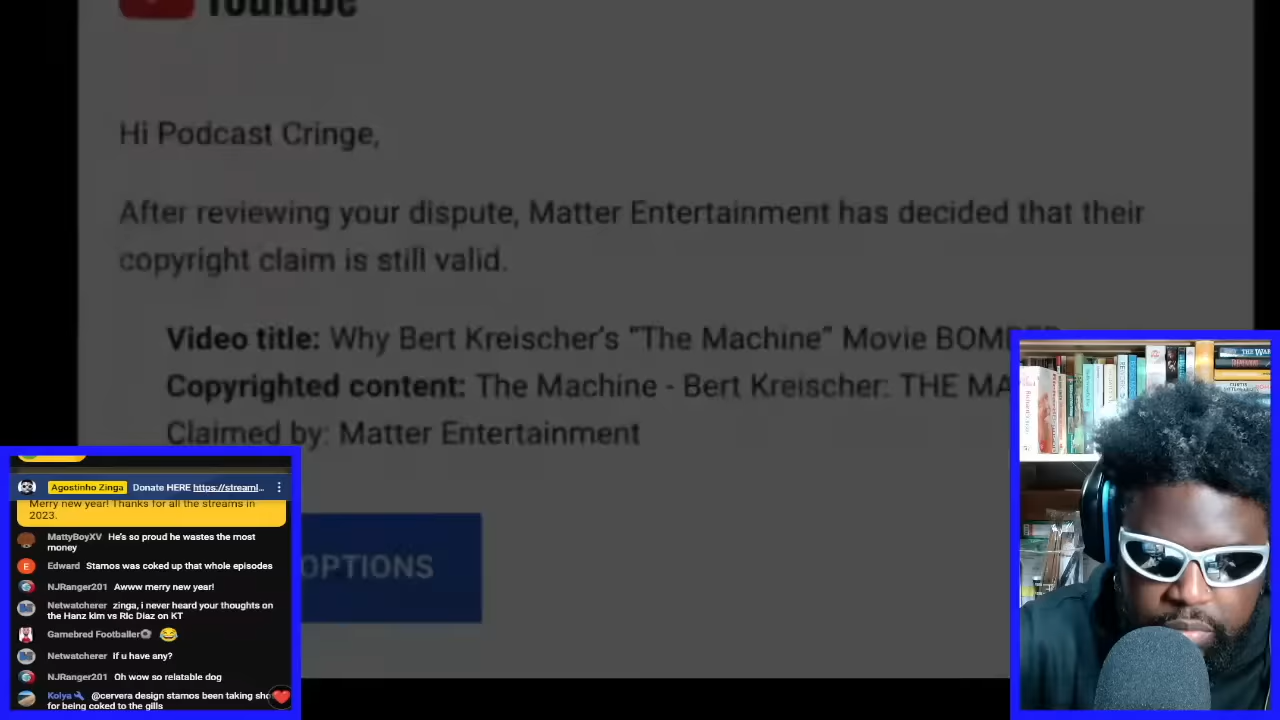 YouTube
Hi Podcast Cringe,
After reviewing your dispute, Matter Entertainment has decided that their
copyright claim is still valid.
Video title: Why Bert Kreischer's "The Machine" Movie BOMBED
Copyrighted content: The Machine - Bert Kreischer: THE MA
Claimed by: Matter Entertainment
OPTIONS
Agostinho Zinga Donate HERE https://streaml...
Merry new year! Thanks for all the streams in
2023.
MattyBoyXV He's so proud he wastes the most
money
Edward Stamos was coked up that whole episodes
NJRanger201 Awww merry new year!
Netwatcherer zinga, i never heard your thoughts on
the Hanz kim vs Ric Diaz on KT
Gamebred Footballer
Netwatcherer If u have any?
NJRanger201 Oh wow so relatable dog
Kolya @cervera design stamos been taking sho
for being coked to the gills
THE WAR
CURTIS